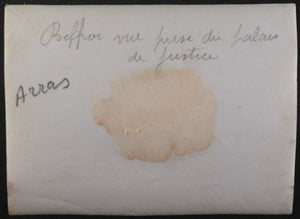 Beffroi vue prise du palais
de Justice
Arras